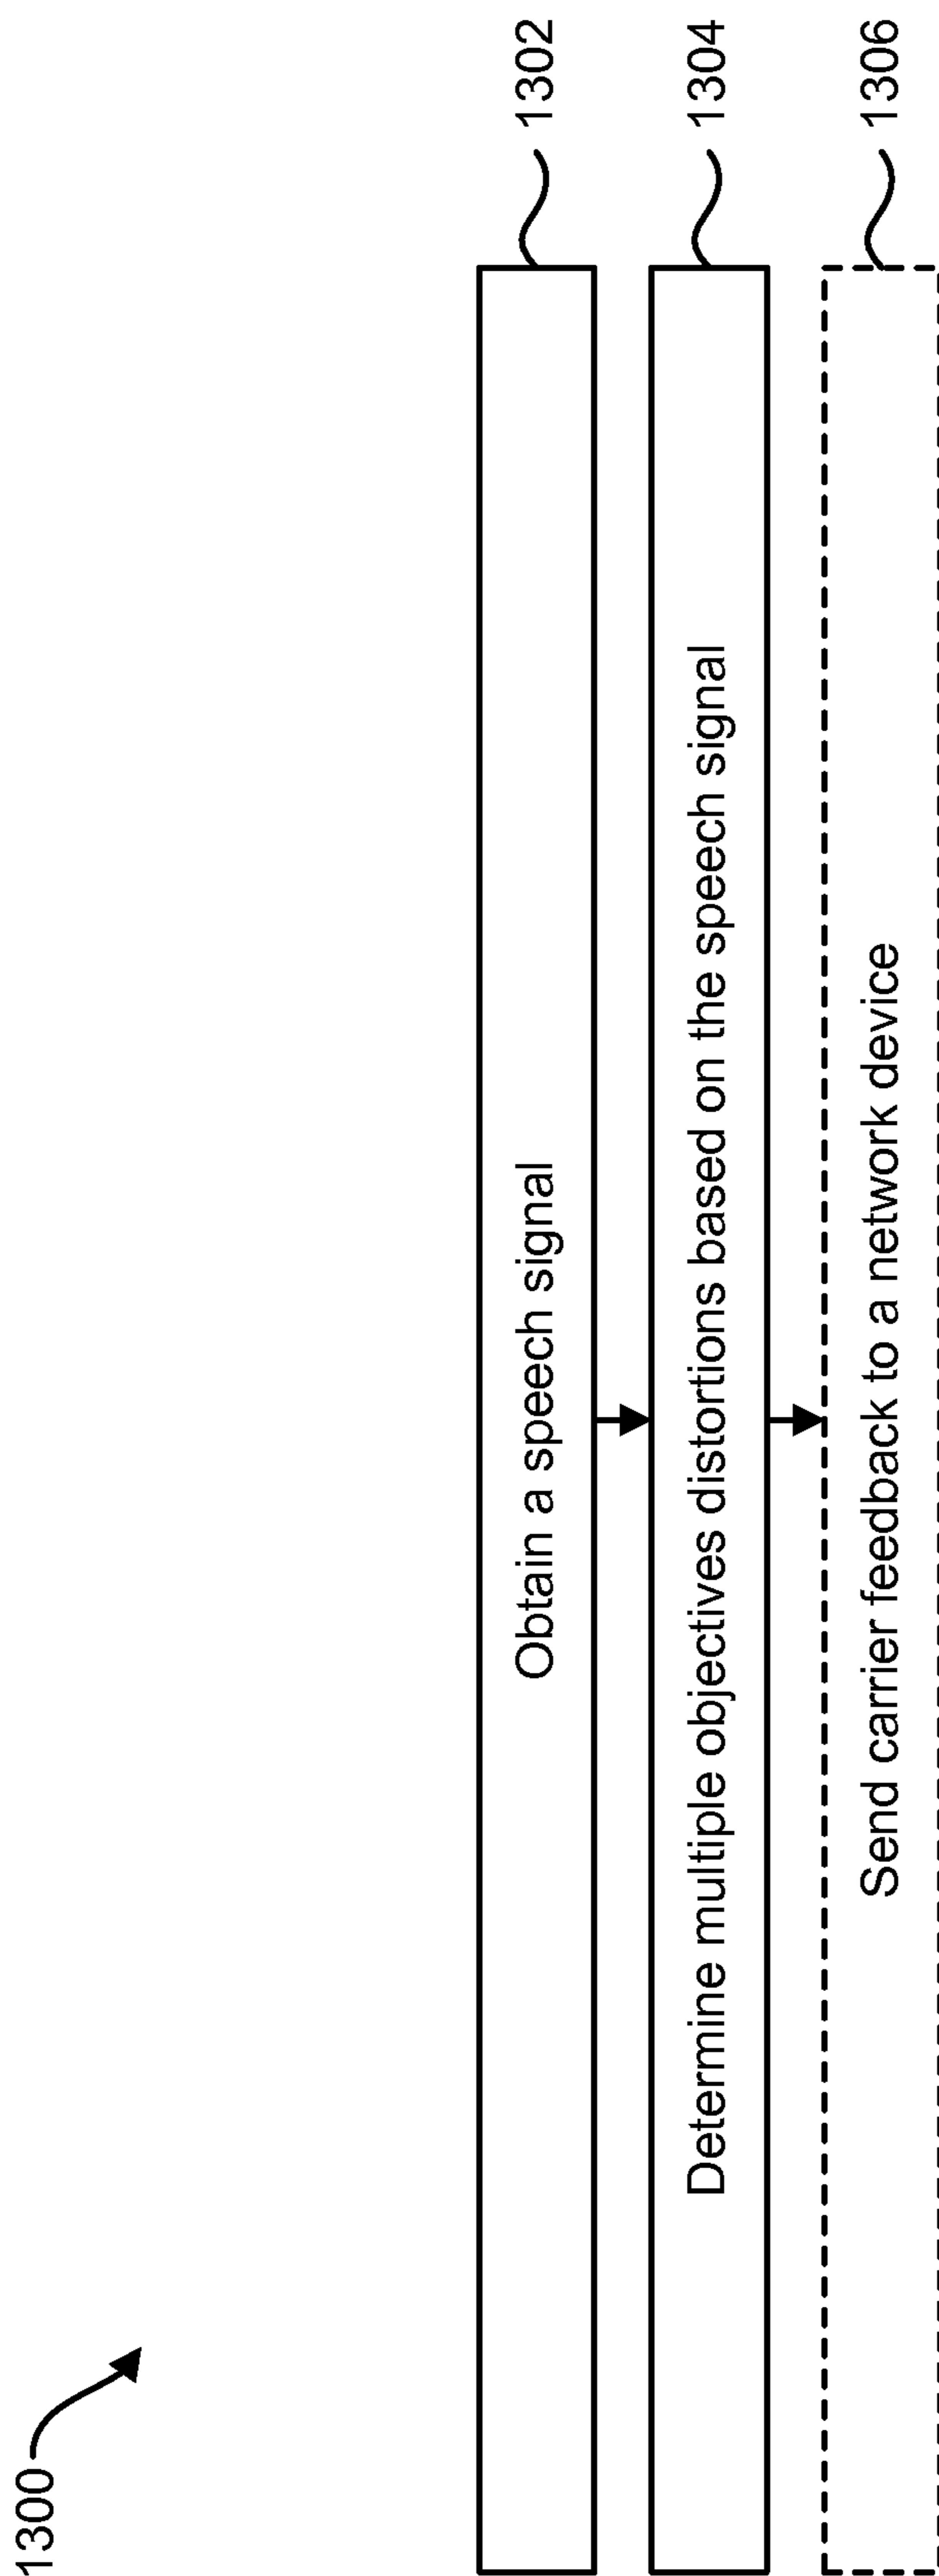 1300
Obtain a speech signal
1302
Determine multiple objectives distortions based on the speech signal
1304
Send carrier feedback to a network device
1306